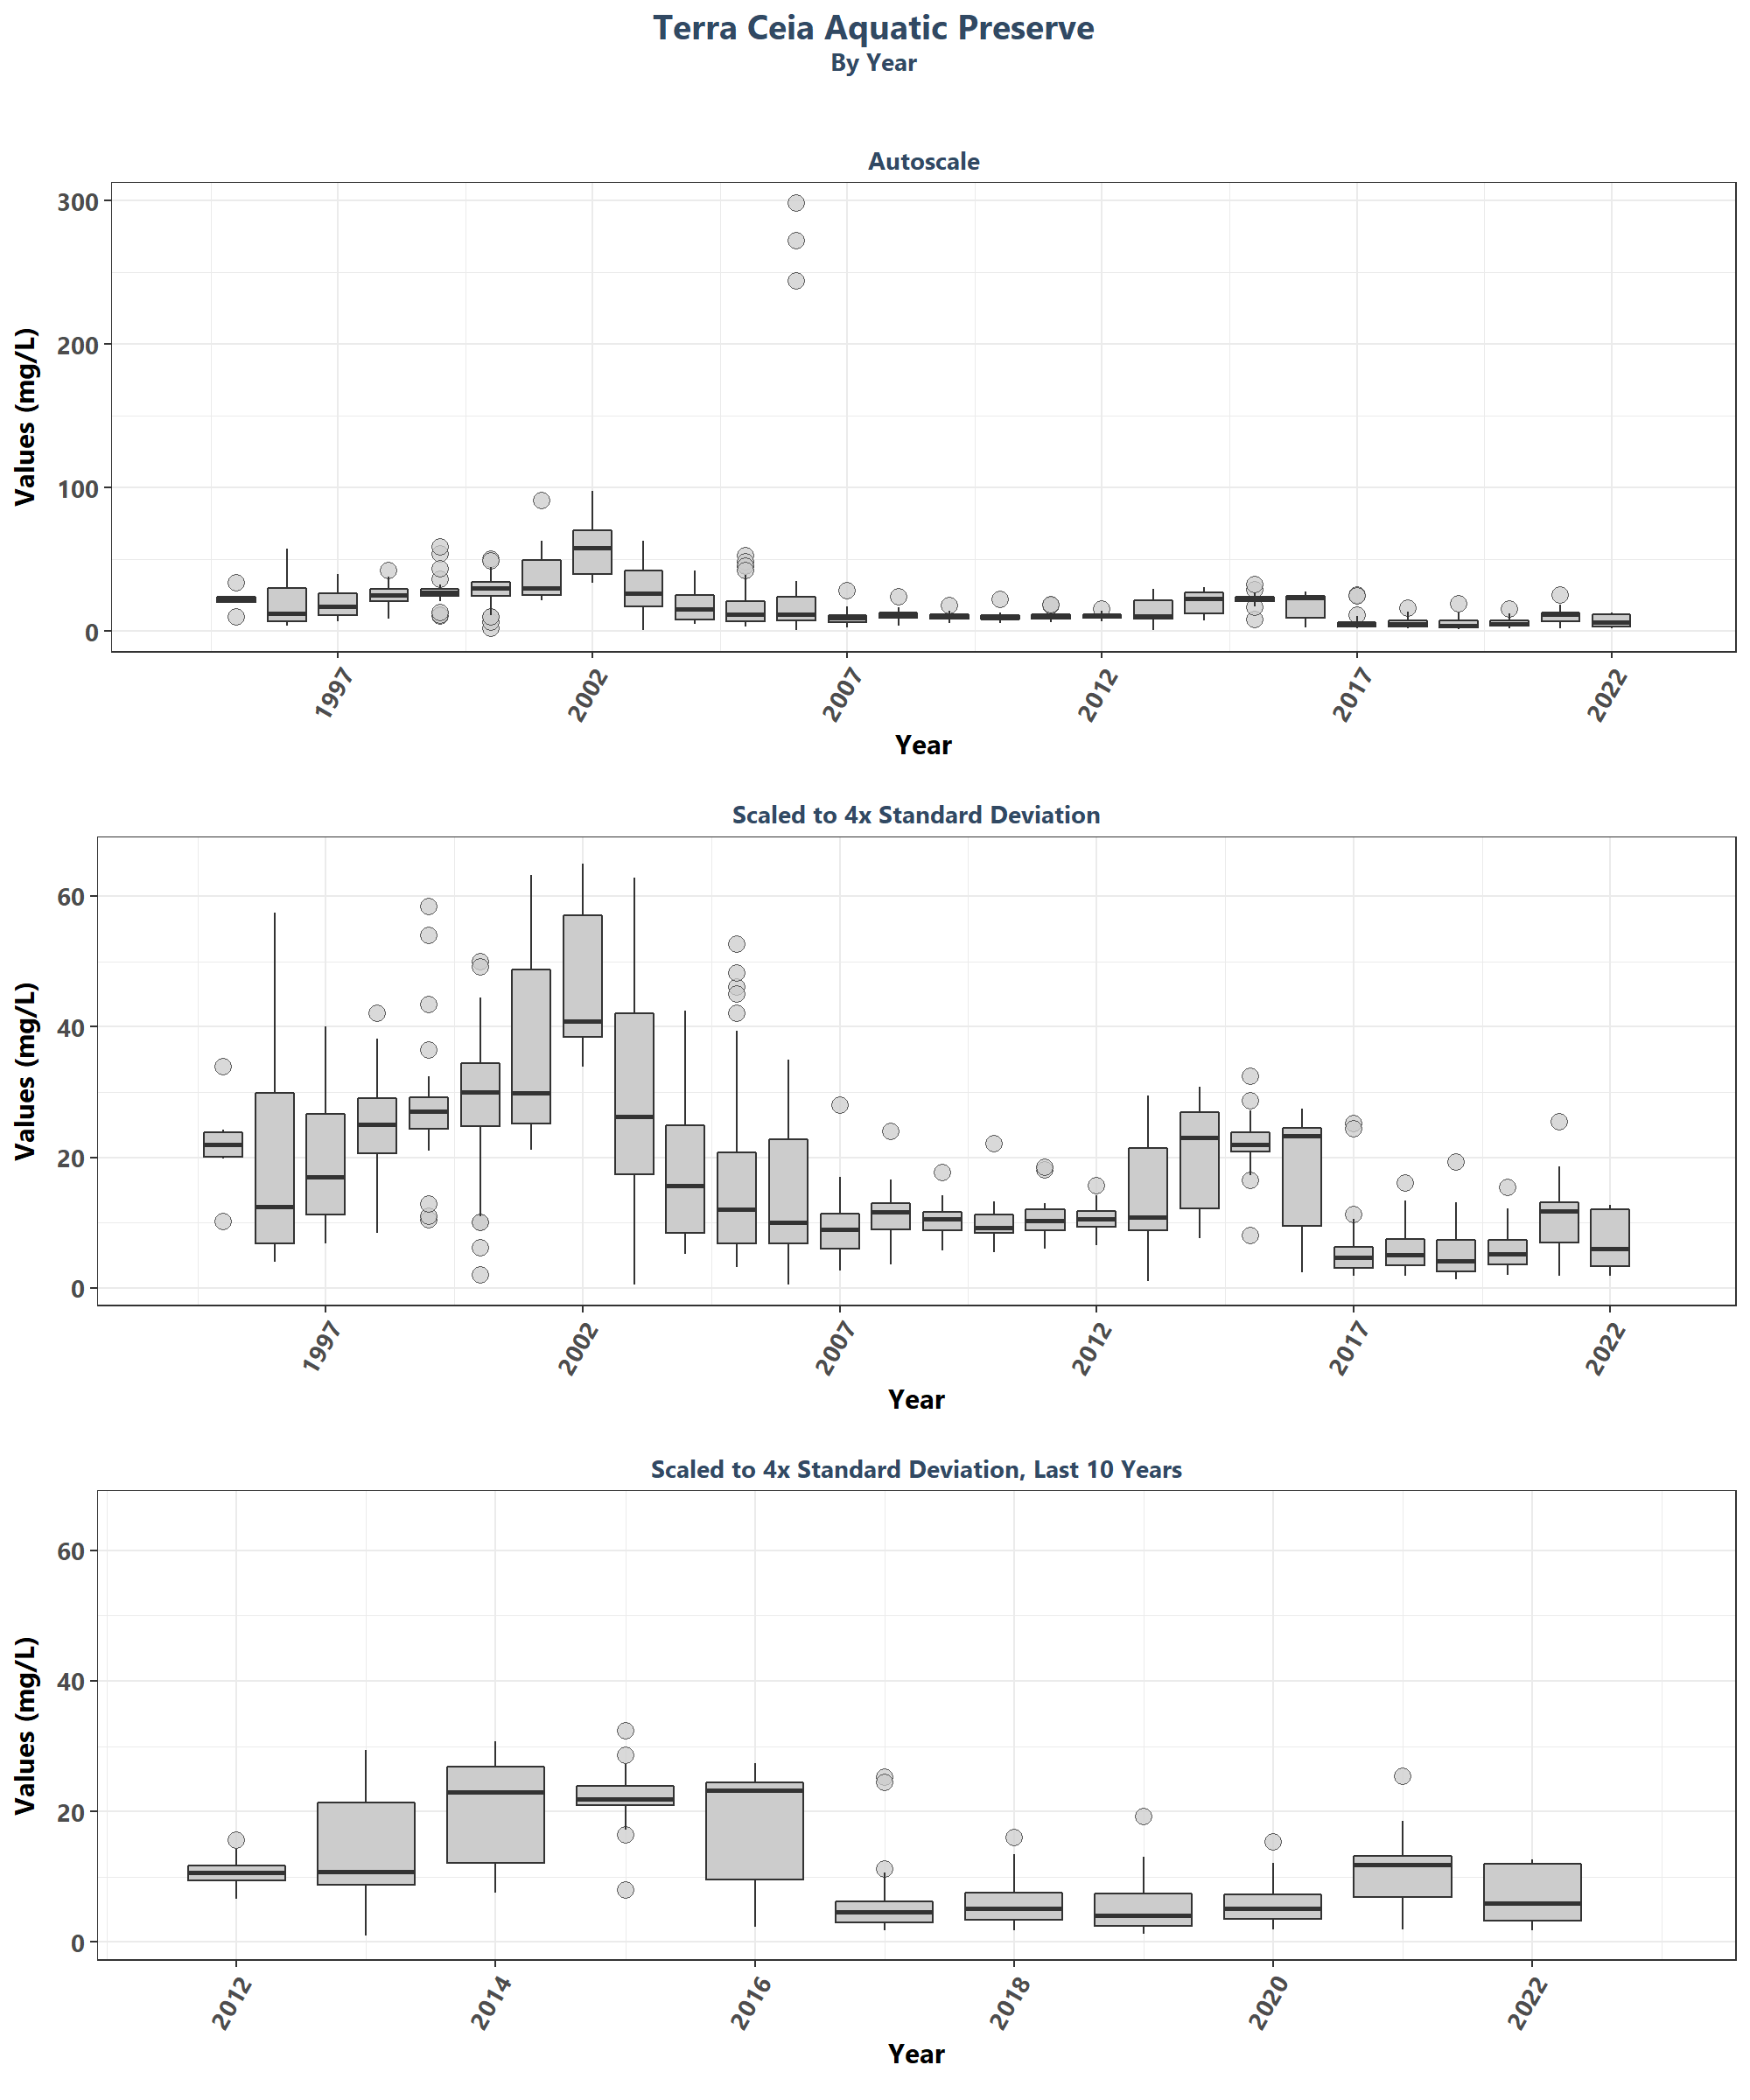 Terra Ceia Aquatic Preserve
By Year
Autoscale
Values (mg/L)
300
200
100
0
1997
2002
2007
2012
2017
2022
Year
Scaled to 4x Standard Deviation
Values (mg/L)
60
40
20
0
1997
2002
2007
2012
2017
2022
Year
Scaled to 4x Standard Deviation, Last 10 Years
Values (mg/L)
60
40
20
0
2012
2014
2016
2018
2020
2022
Year